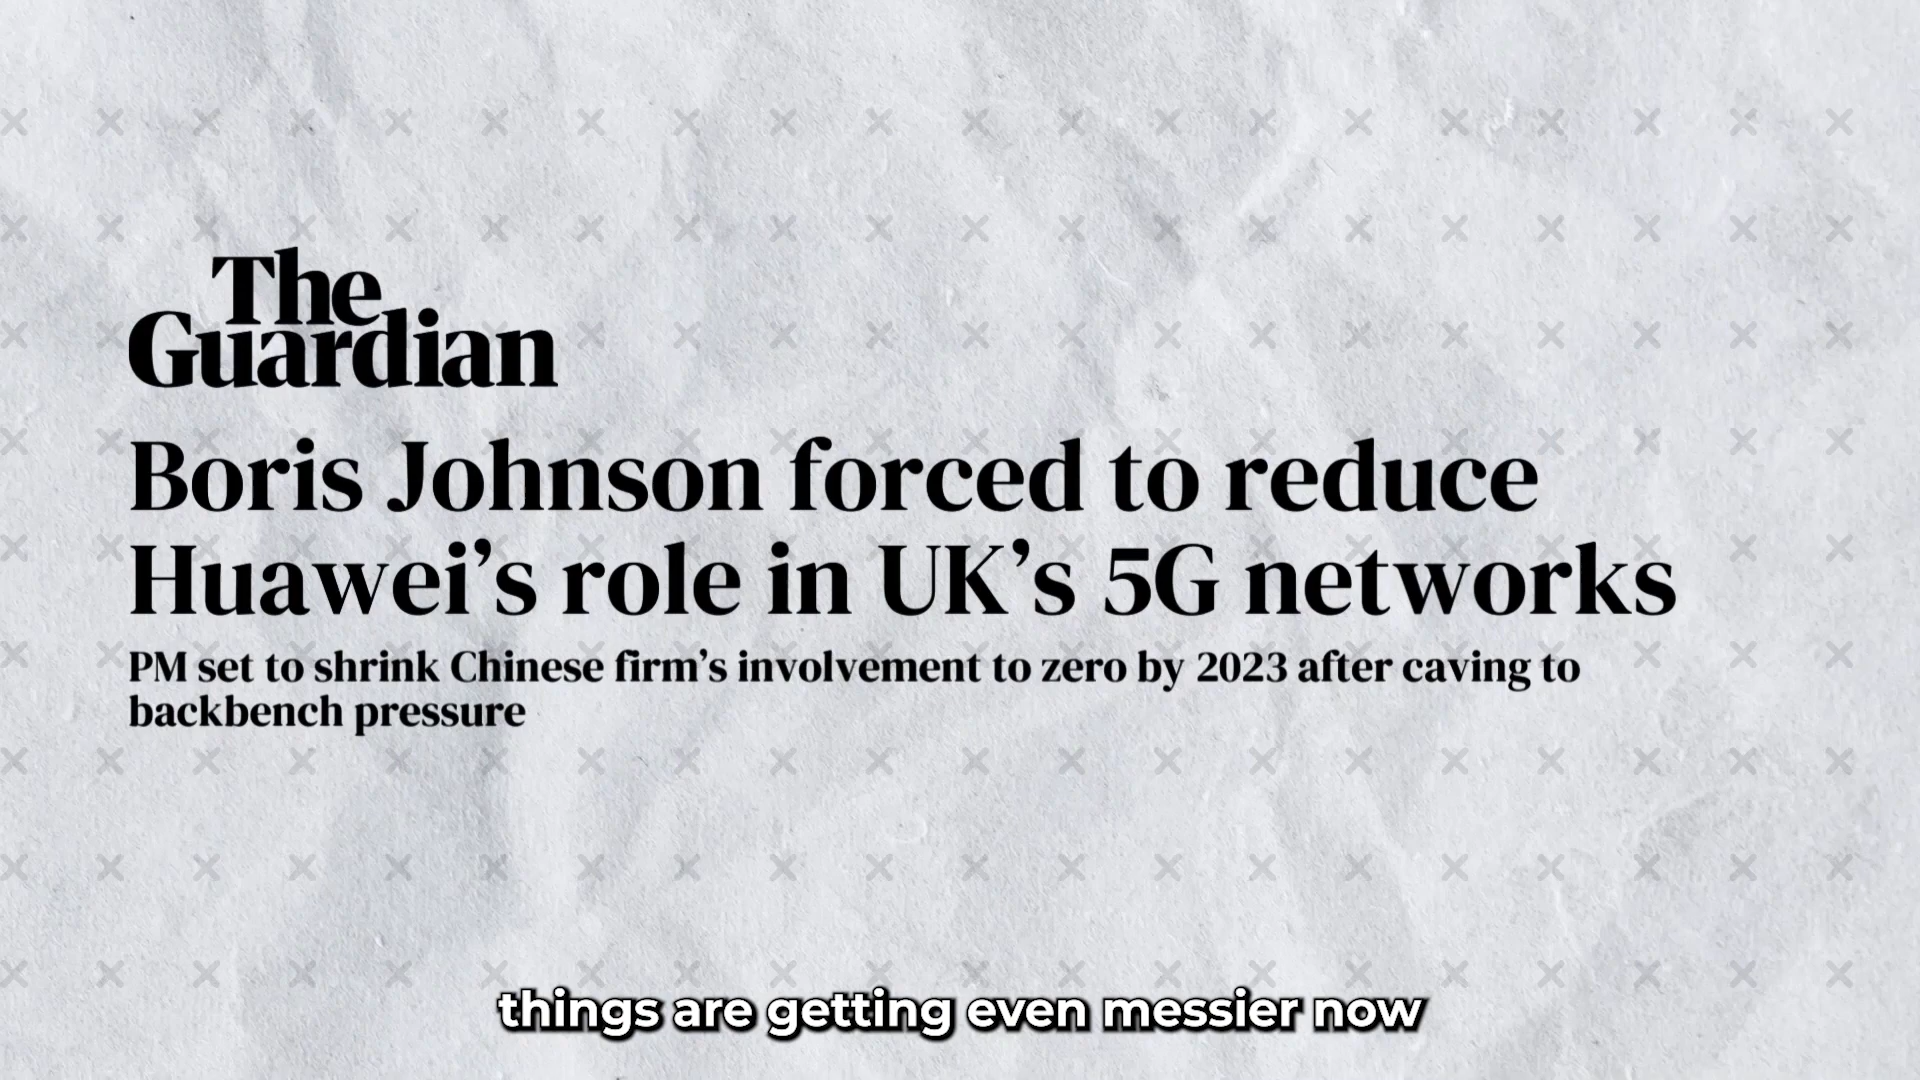 The
Guardian
Boris Johnson forced to reduce
Huawei’s role in UK’s 5G networks
PM set to shrink Chinese firm’s involvement to zero by 2023 after caving to
backbench pressure
things are getting even messier now